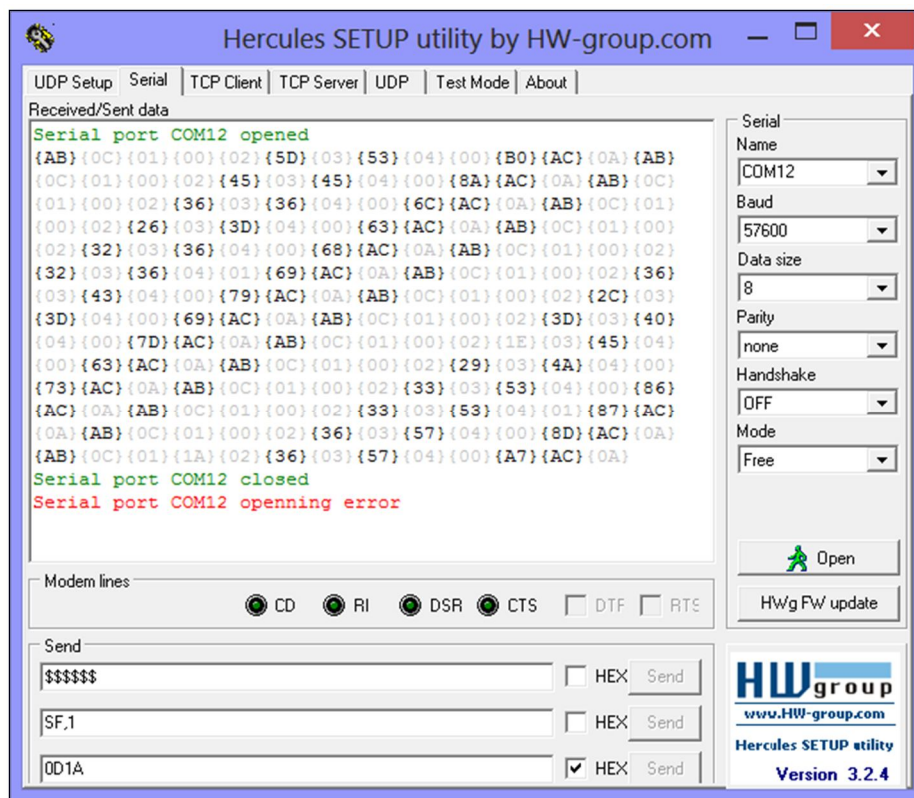 Hercules SETUP utility by HW-group.com
UDP Setup Serial TCP Client TCP Server UDP Test Mode About
Received/Sent data
Serial port COM12 opened
{AB}{0C}{01}{00}{02}{5D}{03}{53}{04}{00}{B0}{AC}{0A}{AB}
{0C}{01}{00}{02}{45}{03}{45}{04}{00}{8A}{AC}{0A}{AB}{0C}
{01}{00}{02}{36}{03}{36}{04}{00}{6C}{AC}{0A}{AB}{0C}{01}
{00}{02}{26}{03}{3D}{04}{00}{63}{AC}{0A}{AB}{0C}{01}{00}
{02}{32}{03}{36}{04}{00}{68}{AC}{0A}{AB}{0C}{01}{00}{02}
{32}{03}{36}{04}{01}{69}{AC}{0A}{AB}{0C}{01}{00}{02}{36}
{03}{43}{04}{00}{79}{AC}{0A}{AB}{0C}{01}{00}{02}{2C}{03}
{3D}{04}{00}{69}{AC}{0A}{AB}{0C}{01}{00}{02}{3D}{03}{40}
{04}{00}{7D}{AC}{0A}{AB}{0C}{01}{00}{02}{1E}{03}{45}{04}
{00}{63}{AC}{0A}{AB}{0C}{01}{00}{02}{29}{03}{4A}{04}{00}
{73}{AC}{0A}{AB}{0C}{01}{00}{02}{33}{03}{53}{04}{00}{86}
{AC}{0A}{AB}{0C}{01}{00}{02}{33}{03}{53}{04}{01}{87}{AC}
{0A}{AB}{0C}{01}{00}{02}{36}{03}{57}{04}{00}{8D}{AC}{0A}
{AB}{0C}{01}{1A}{02}{36}{03}{57}{04}{00}{A7}{AC}{0A}
Serial port COM12 closed
Serial port COM12 openning error
Serial
Name
COM12
Baud
57600
Data size
8
Parity
none
Handshake
OFF
Mode
Free
Open
HWg FW update
Modem lines
CD RI DSR CTS DTR RTS
Send
$$$$$$ HEX Send
SF,1 HEX Send
0D1A HEX Send
HW group
www.HW-group.com
Hercules SETUP utility
Version 3.2.4